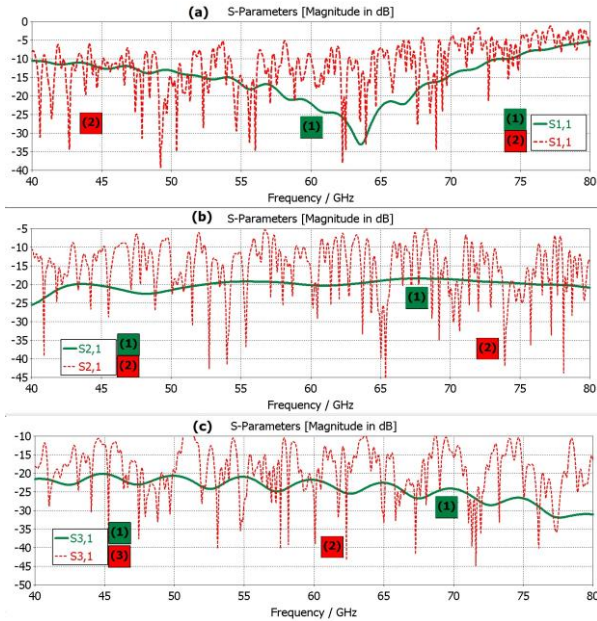 (a) S-Parameters [Magnitude in dB]
0
-5
-10
-15
-20
-25
-30
-35
-40
(2)
(1)
(1) S1,1
(2) S1,1
40 45 50 55 60 65 70 75 80
Frequency / GHz
(b) S-Parameters [Magnitude in dB]
-5
-10
-15
-20
-25
-30
-35
-40
-45
(1)
S2,1 (1)
S2,1 (2)
(2)
40 45 50 55 60 65 70 75 80
Frequency / GHz
(c) S-Parameters [Magnitude in dB]
-10
-15
-20
-25
-30
-35
-40
-45
-50
(1)
S3,1 (1)
S3,1 (3)
(2)
40 45 50 55 60 65 70 75 80
Frequency / GHz